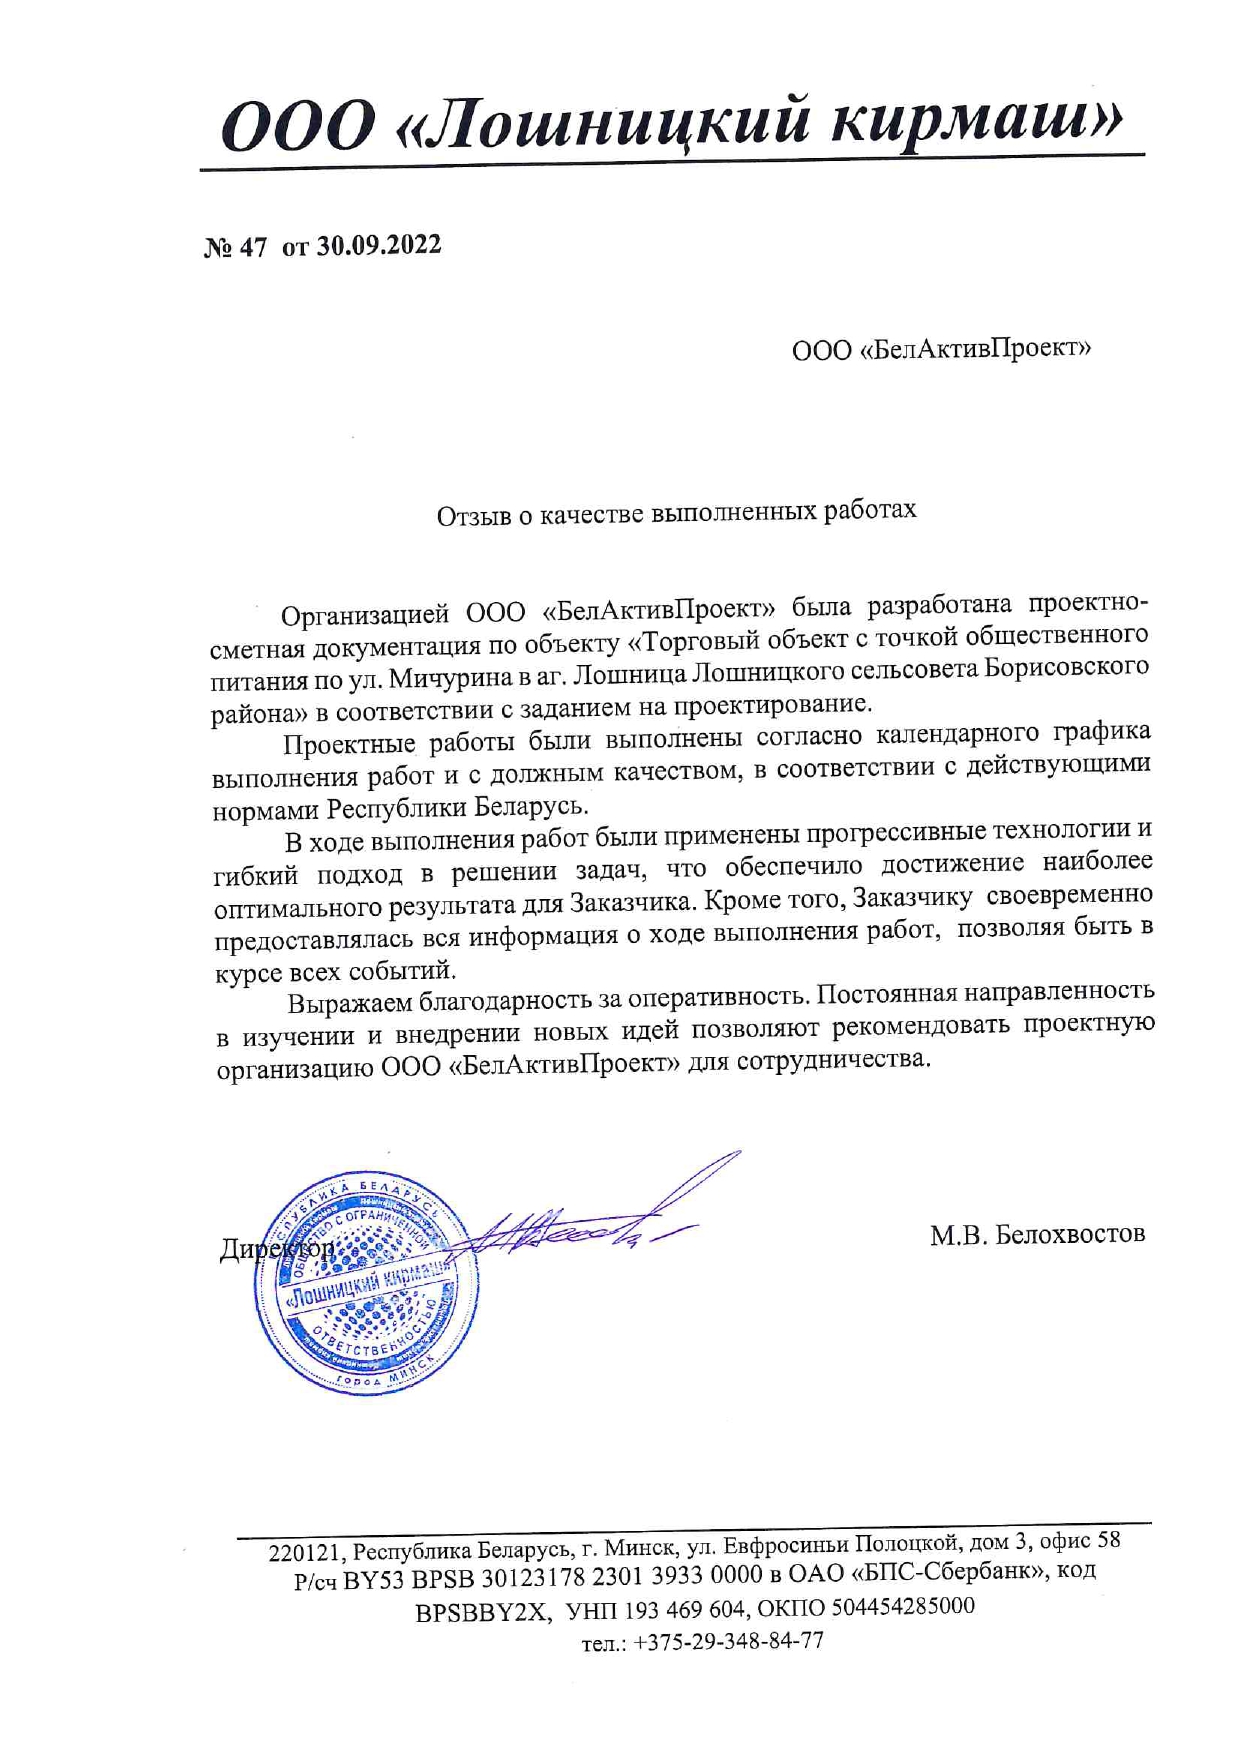 ООО «Лошницкий кирмаш»
№ 47 от 30.09.2022
ООО «БелАктивПроект»
Отзыв о качестве выполненных работах
Организацией ООО «БелАктивПроект» была разработана проектно-
сметная документация по объекту «Торговый объект с точкой общественного
питания по ул. Мичурина в аг. Лошница Лошницкого сельсовета Борисовского
района» в соответствии с заданием на проектирование.
Проектные работы были выполнены согласно календарного графика
выполнения работ и с должным качеством, в соответствии с действующими
нормами Республики Беларусь.
В ходе выполнения работ были применены прогрессивные технологии и
гибкий подход в решении задач, что обеспечило достижение наиболее
оптимального результата для Заказчика. Кроме того, Заказчику своевременно
предоставлялась вся информация о ходе выполнения работ, позволяя быть в
курсе всех событий.
Выражаем благодарность за оперативность. Постоянная направленность
в изучении и внедрении новых идей позволяют рекомендовать проектную
организацию ООО «БелАктивПроект» для сотрудничества.
Директор
М.В. Белохвостов
РЕСПУБЛИКА БЕЛАРУСЬ
ОБЩЕСТВО С ОГРАНИЧЕННОЙ
«Лошницкий кирмаш»
ОТВЕТСТВЕННОСТЬЮ
ГОРОД МИНСК
220121, Республика Беларусь, г. Минск, ул. Евфросиньи Полоцкой, дом 3, офис 58
Р/сч BY53 BPSB 30123178 2301 3933 0000 в ОАО «БПС-Сбербанк», код
BPSBBY2X, УНП 193 469 604, ОКПО 504454285000
тел.: +375-29-348-84-77